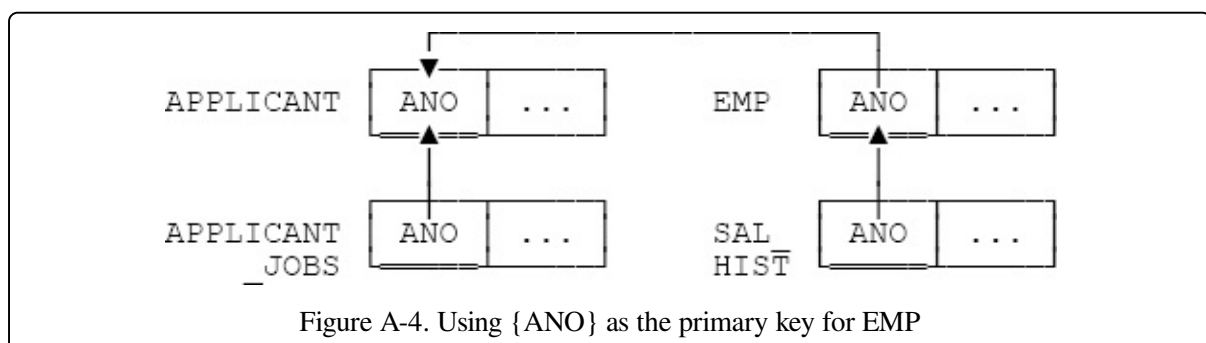 APPLICANT ANO ... EMP ANO ...
APPLICANT ANO ... SAL_ ANO ...
_JOBS HIST
Figure A-4. Using {ANO} as the primary key for EMP